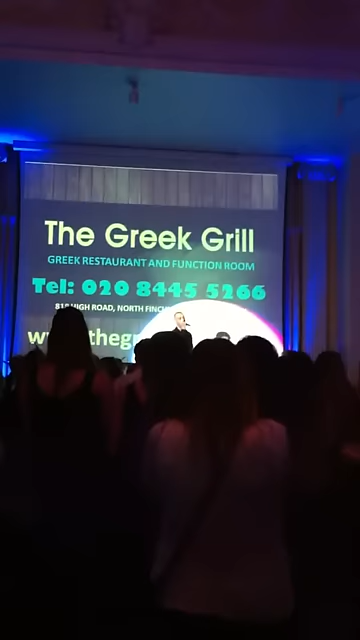 The Greek Grill
GREEK RESTAURANT AND FUNCTION ROOM
Tel: 020 8445 5266
HIGH ROAD, NORTH